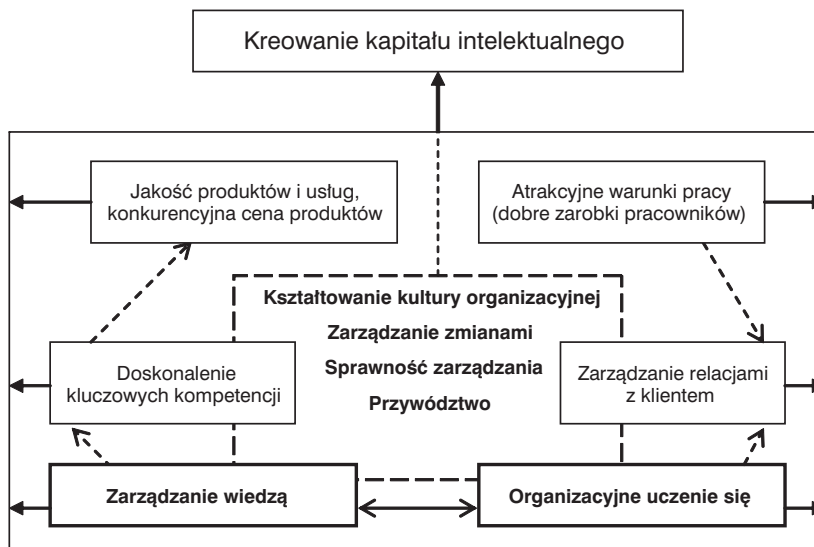 Kreowanie kapitału intelektualnego
Jakość produktów i usług,
konkurencyjna cena produktów
Atrakcyjne warunki pracy
(dobre zarobki pracowników)
Kształtowanie kultury organizacyjnej
Zarządzanie zmianami
Sprawność zarządzania
Przywództwo
Doskonalenie
kluczowych kompetencji
Zarządzanie relacjami
z klientem
Zarządzanie wiedzą
Organizacyjne uczenie się